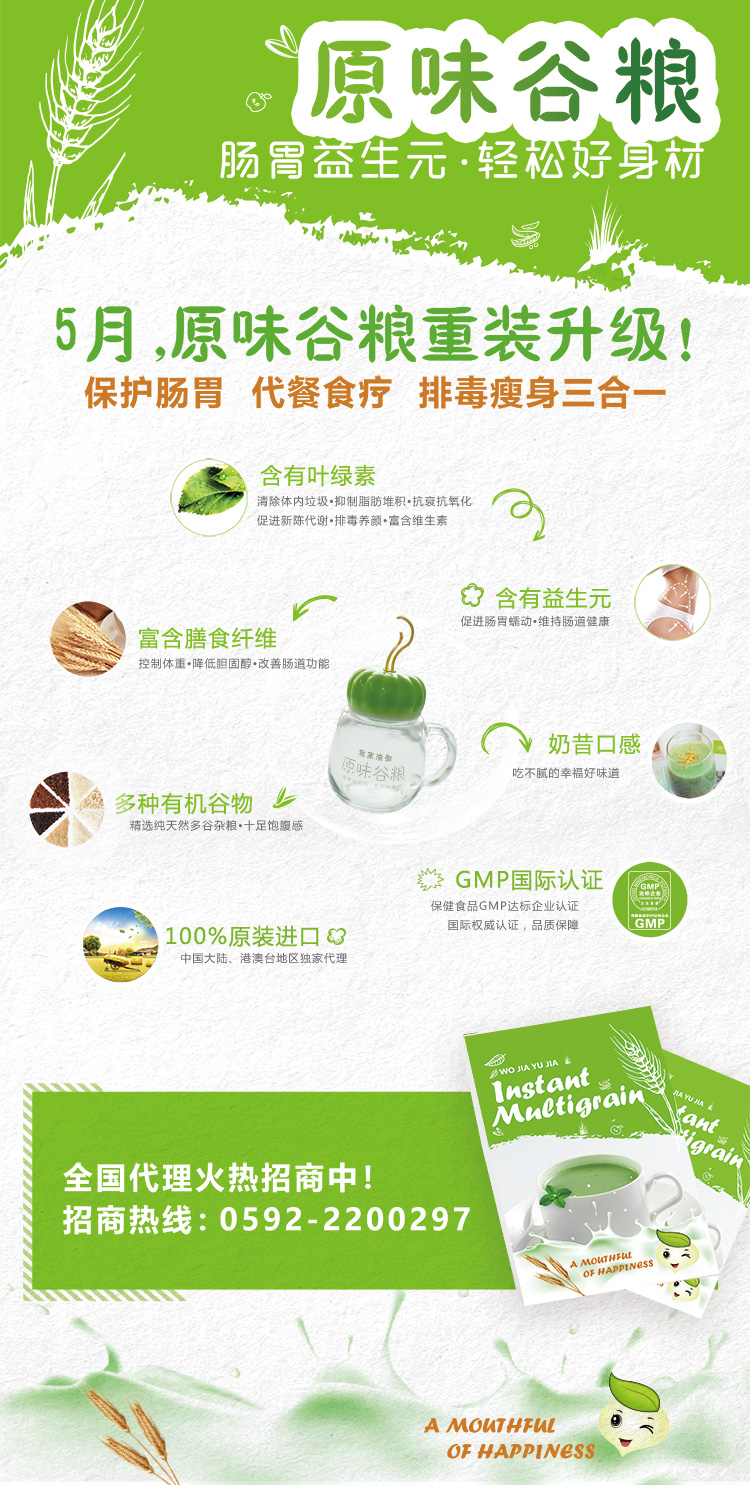 原味谷粮
肠胃益生元·轻松好身材
5月,原味谷粮重装升级!
保护肠胃 代餐食疗 排毒瘦身三合一
含有叶绿素
清除体内垃圾•抑制脂肪堆积•抗衰抗氧化
促进新陈代谢•排毒养颜•富含维生素
含有益生元
促进肠胃蠕动•维持肠道健康
富含膳食纤维
控制体重•降低胆固醇•改善肠道功能
我家瑜伽
原味谷粮
奶昔口感
吃不腻的幸福好味道
多种有机谷物
精选纯天然多谷杂粮•十足饱腹感
GMP国际认证
保健食品GMP达标企业认证
国际权威认证，品质保障
GMP
达标企业
GMP
100%原装进口
中国大陆、港澳台地区独家代理
WO JIA YU JIA
Instant
Multigrain
JIA YU JIA
tant
igrain
A MOUTHFUL
OF HAPPINESS
全国代理火热招商中!
招商热线: 0592-2200297
A MOUTHFUL
OF HAPPINESS